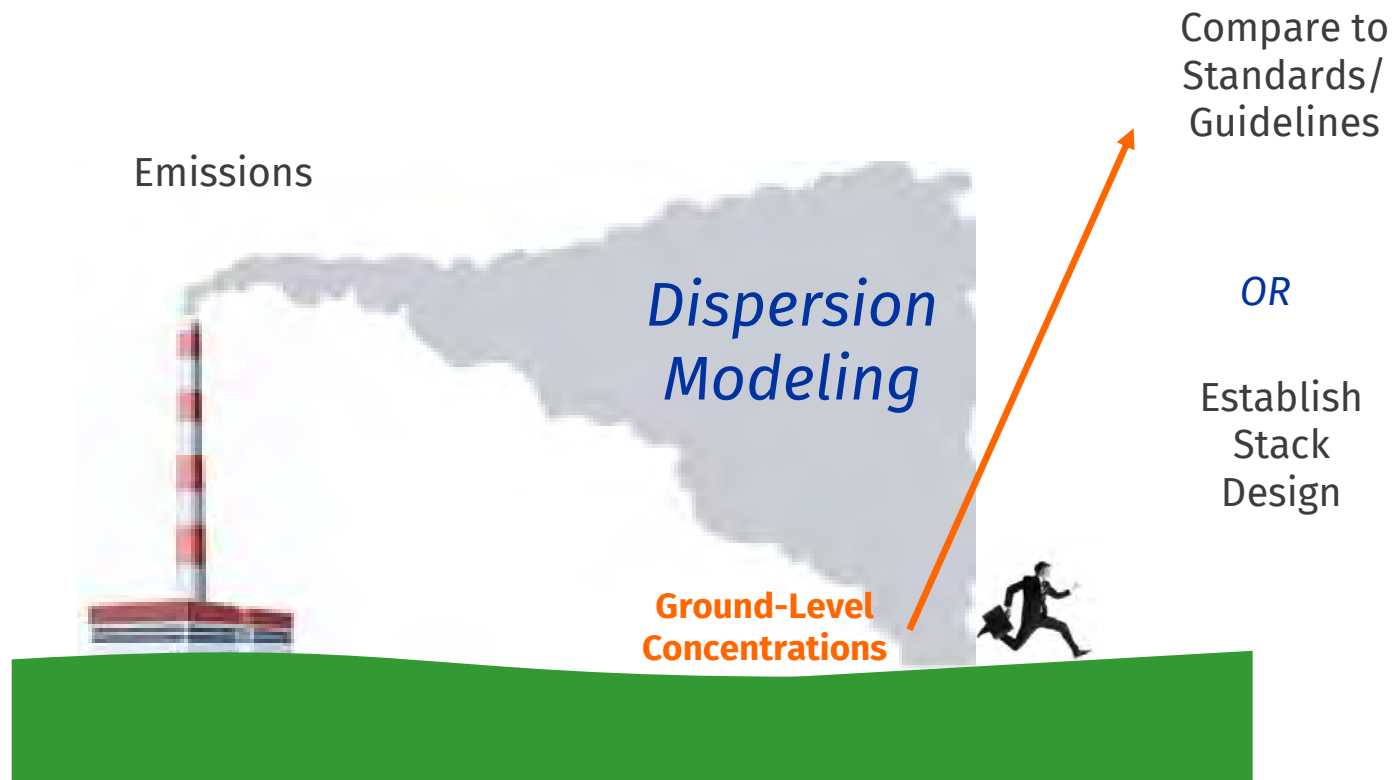 Emissions
Dispersion
Modeling
Ground-Level
Concentrations
Compare to
Standards/
Guidelines
OR
Establish
Stack
Design